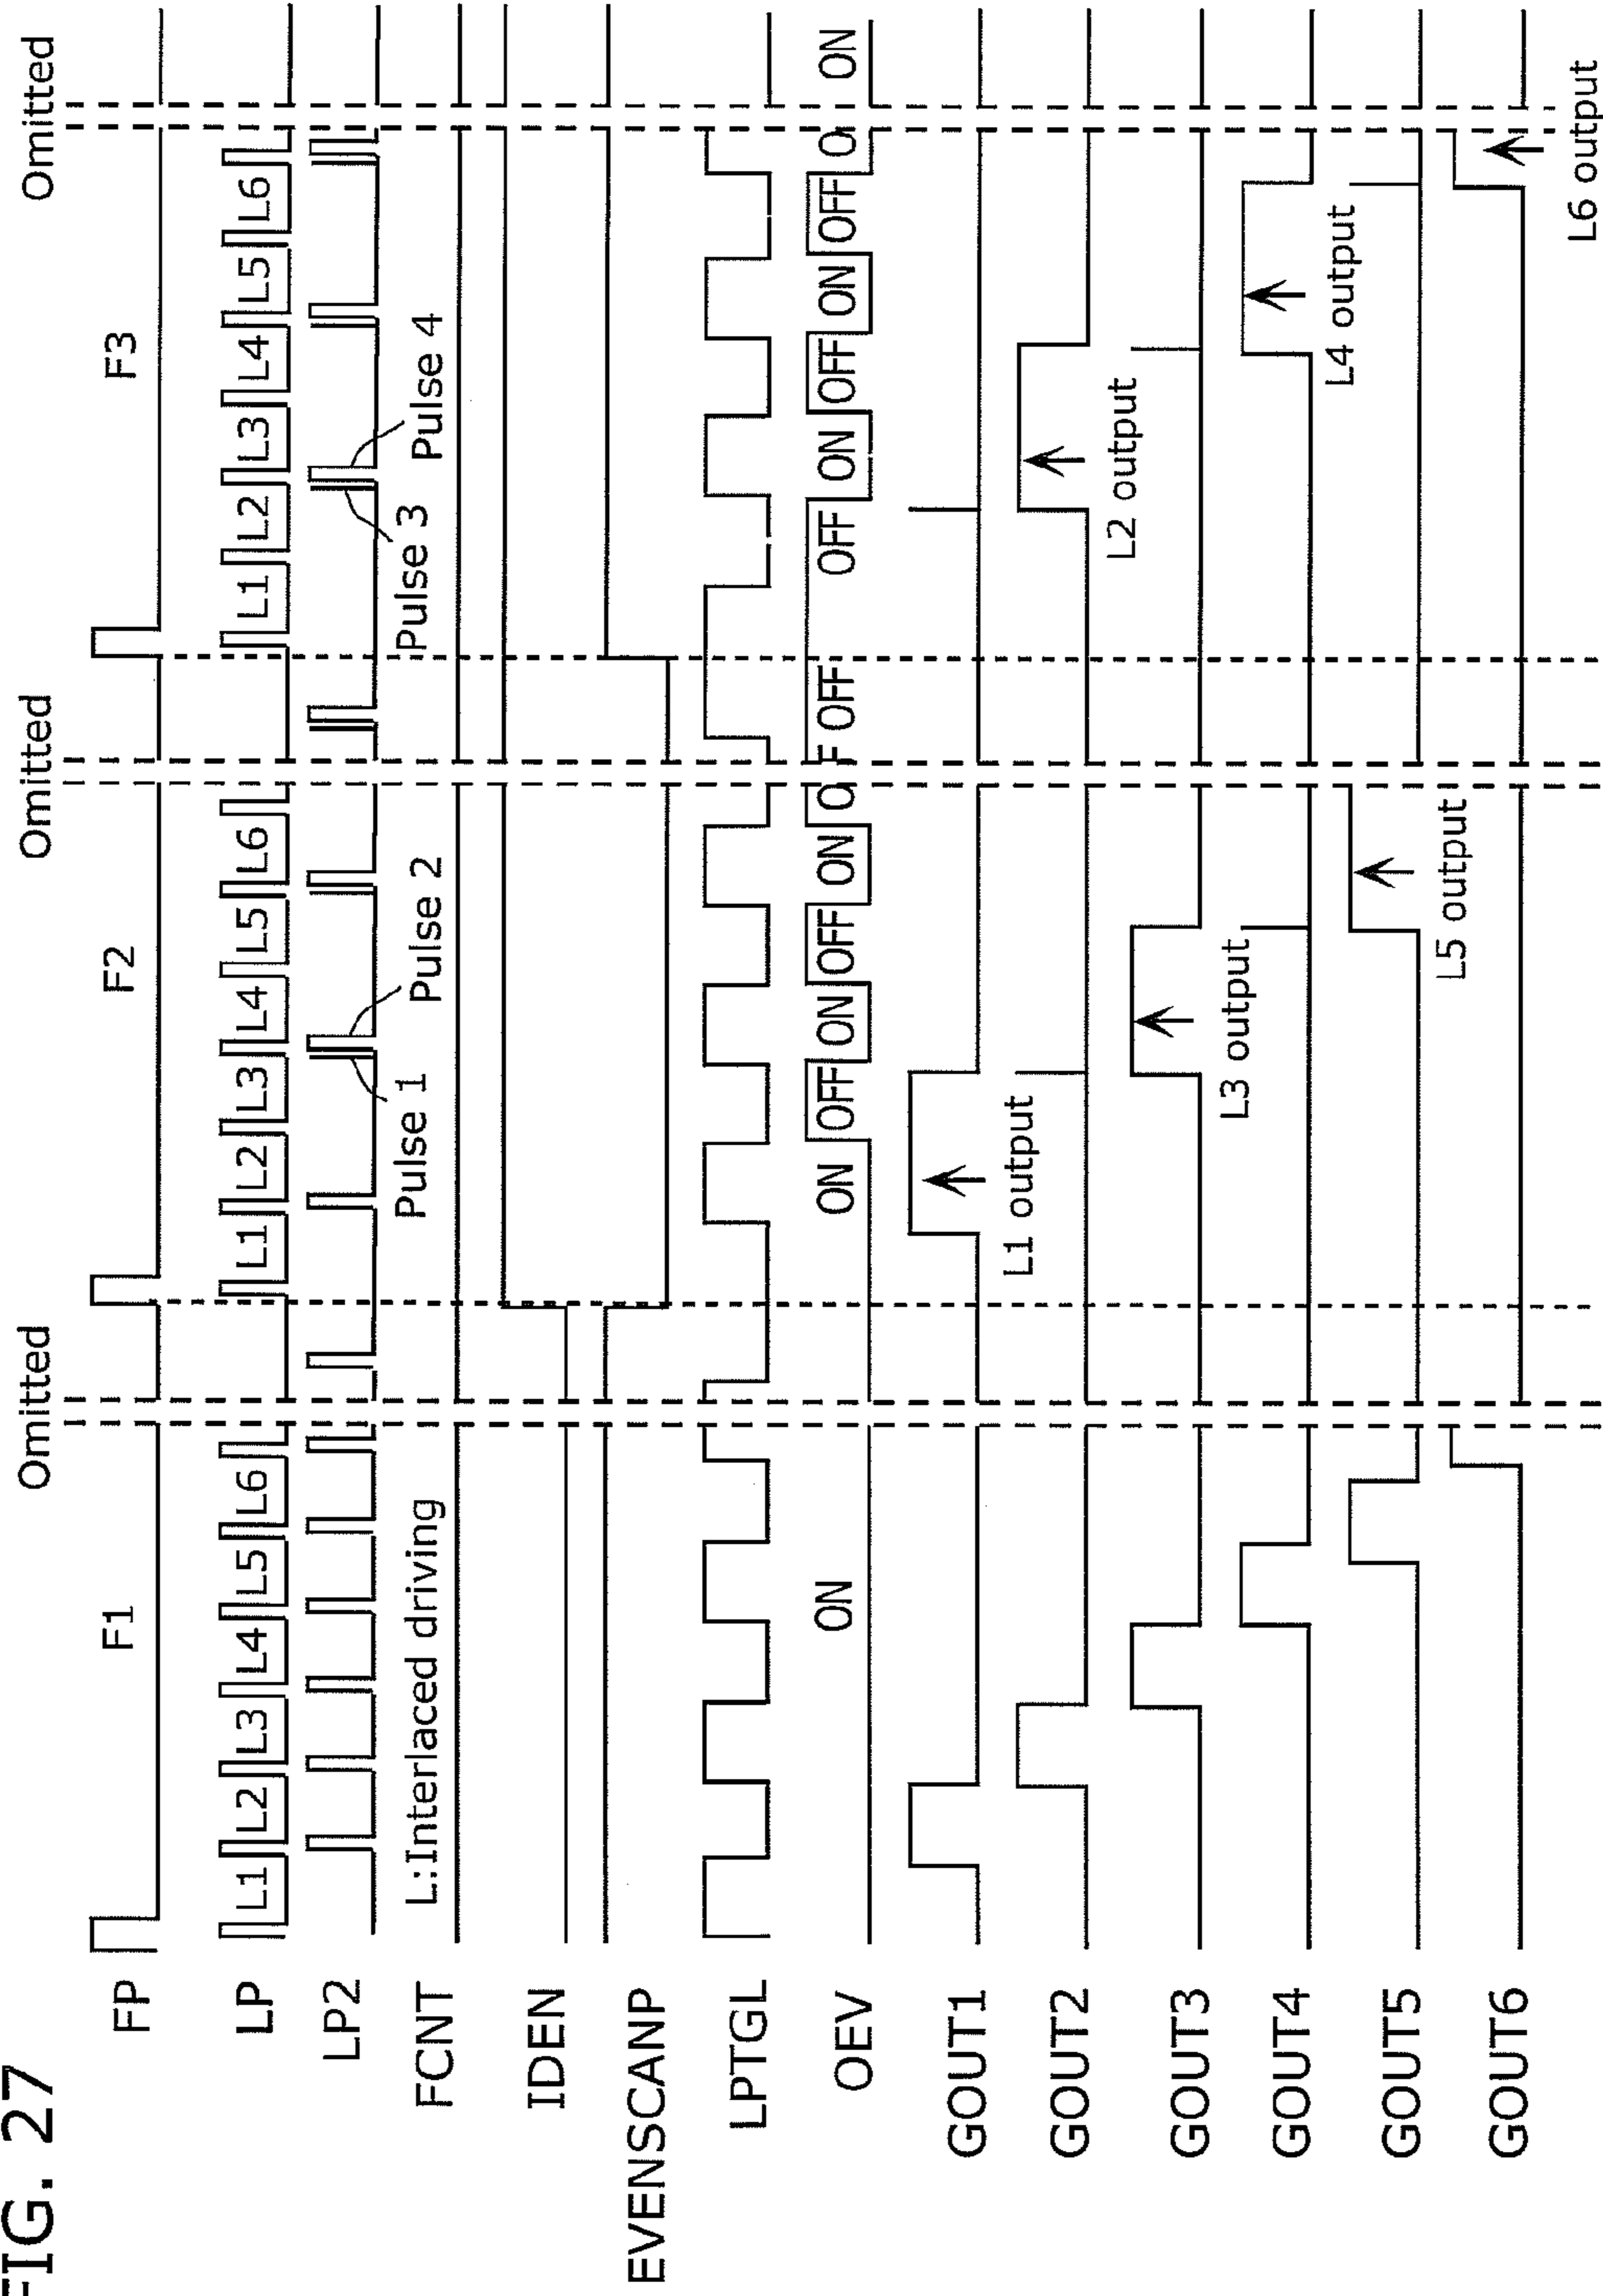 FIG. 27
Omitted
Omitted
Omitted
F1
F2
F3
FP
LP
L1
L2
L3
L4
L5
L6
L1
L2
L3
L4
L5
L6
L1
L2
L3
L4
L5
L6
LP2
Pulse 1
Pulse 2
Pulse 3
Pulse 4
FCNT
L:Interlaced driving
IDEN
EVENSCANP
LPTGL
OEV
ON
ON
OFF
ON
OFF
ON
O F
OFF
OFF
ON
OFF
ON
OFF
O
ON
GOUT1
L1 output
GOUT2
L2 output
GOUT3
L3 output
GOUT4
L4 output
GOUT5
L5 output
GOUT6
L6 output